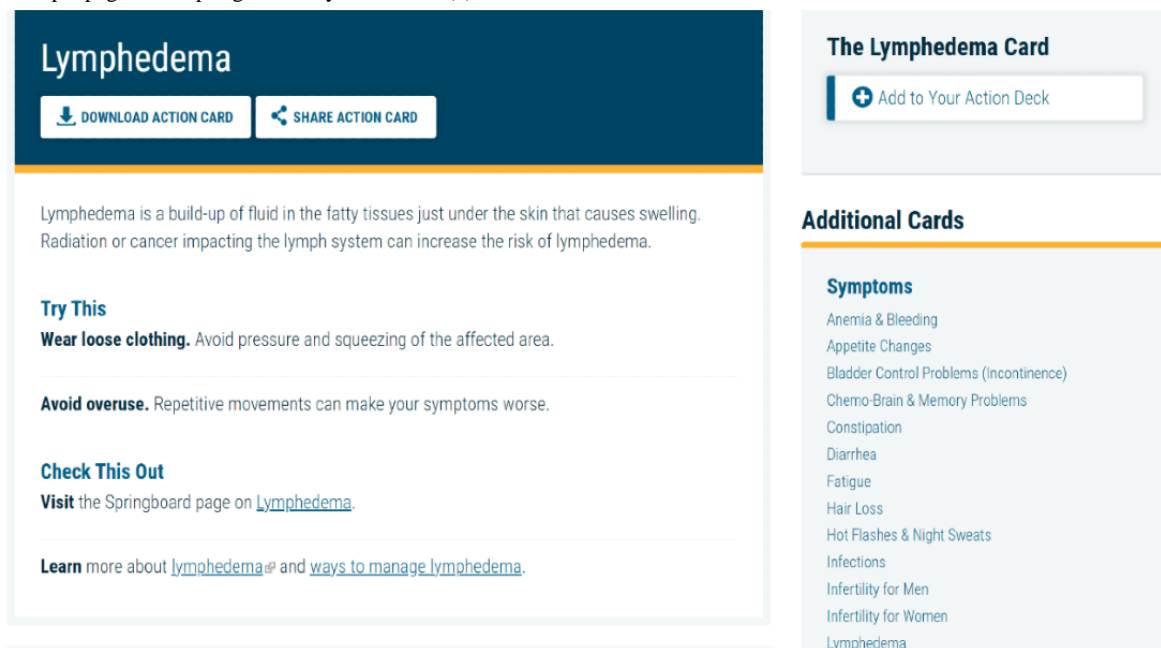 Lymphedema
DOWNLOAD ACTION CARD
SHARE ACTION CARD
Lymphedema is a build-up of fluid in the fatty tissues just under the skin that causes swelling.
Radiation or cancer impacting the lymph system can increase the risk of lymphedema.
Try This
Wear loose clothing. Avoid pressure and squeezing of the affected area.
Avoid overuse. Repetitive movements can make your symptoms worse.
Check This Out
Visit the Springboard page on Lymphedema.
Learn more about lymphedema and ways to manage lymphedema.
The Lymphedema Card
Add to Your Action Deck
Additional Cards
Symptoms
Anemia & Bleeding
Appetite Changes
Bladder Control Problems (Incontinence)
Chemo-Brain & Memory Problems
Constipation
Diarrhea
Fatigue
Hair Loss
Hot Flashes & Night Sweats
Infections
Infertility for Men
Infertility for Women
Lymphedema